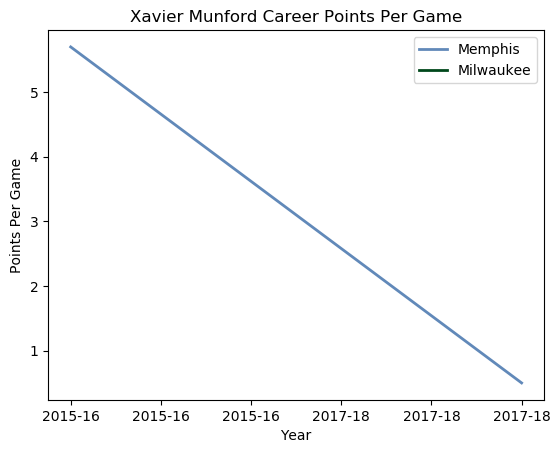 Xavier Munford Career Points Per Game
Memphis
Milwaukee
Points Per Game
5
4
3
2
1
2015-16 2015-16 2015-16 2017-18 2017-18 2017-18
Year